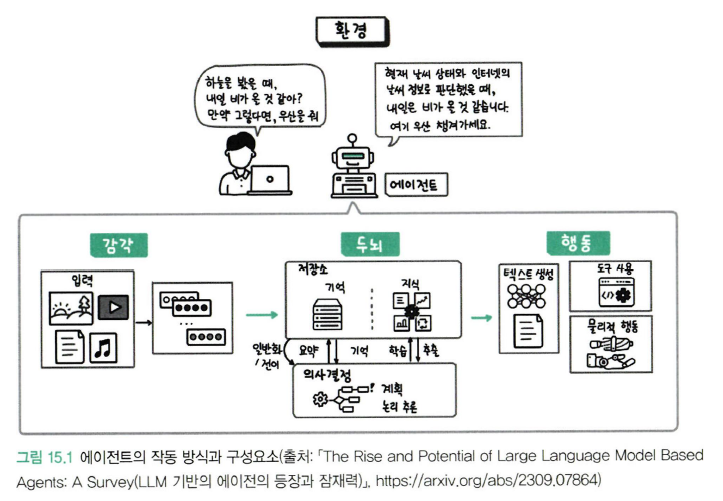 환경
하늘을 봤을 때,
내일 비가 올 것 같아?
만약 그렇다면, 우산을 줘
현재 날씨 상태와 인터넷의
날씨 정보로 판단했을 때,
내일은 비가 올 것 같습니다.
여기 우산 챙겨가세요.
에이전트
감각
두뇌
행동
입력
저장소
기억
지식
텍스트 생성
도구 사용
</>
물리적 행동
일반화
/전이
요약
기억
학습
추출
의사결정
계획
논리 추론
그림 15.1 에이전트의 작동 방식과 구성요소(출처: 「The Rise and Potential of Large Language Model Based
Agents: A Survey(LLM 기반의 에이전의 등장과 잠재력)」, https://arxiv.org/abs/2309.07864)